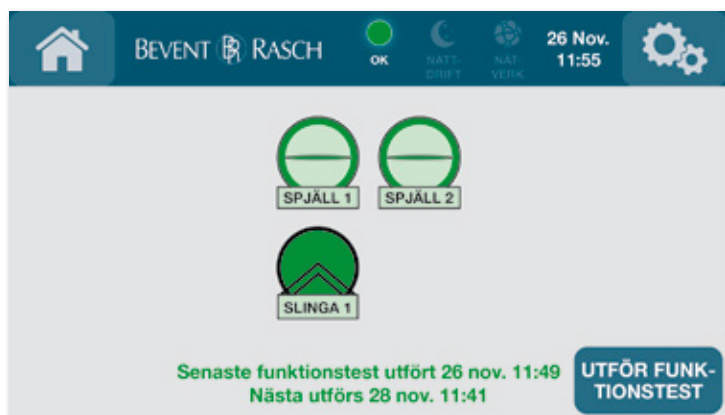 BEVENT BR RASCH
OK
NATT-
DRIFT
NÄT-
VERK
26 Nov.
11:55
SPJÄLL 1
SPJÄLL 2
SLINGA 1
Senaste funktionstest utfört 26 nov. 11:49
Nästa utförs 28 nov. 11:41
UTFÖR FUNK-
TIONSTEST